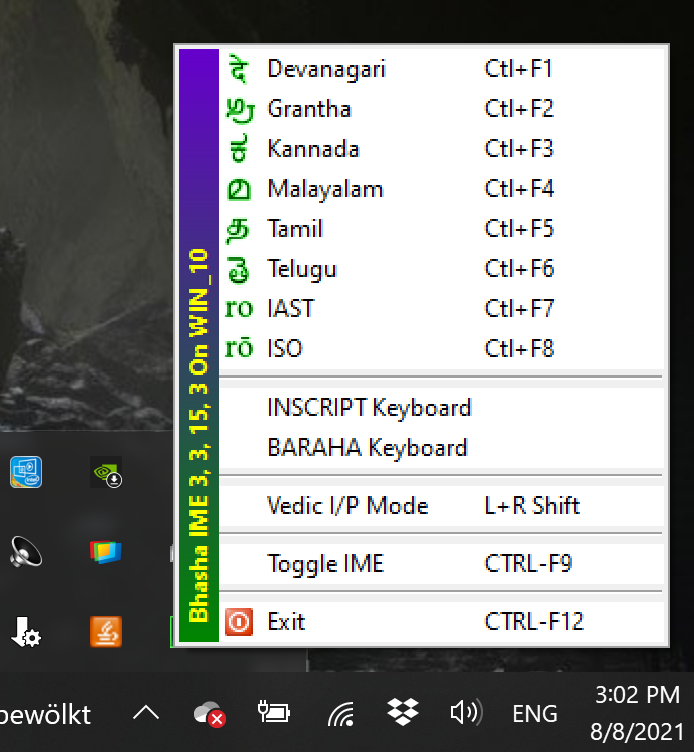 Devanagari Ctl+F1
Grantha Ctl+F2
Kannada Ctl+F3
Malayalam Ctl+F4
Tamil Ctl+F5
Telugu Ctl+F6
ro IAST Ctl+F7
rō ISO Ctl+F8
INSCRIPT Keyboard
BARAHA Keyboard
Vedic I/P Mode L+R Shift
Toggle IME CTRL-F9
Exit CTRL-F12
Bhasha IME 3, 3, 15, 3 On WIN_10
bewölkt ENG 3:02 PM
8/8/2021